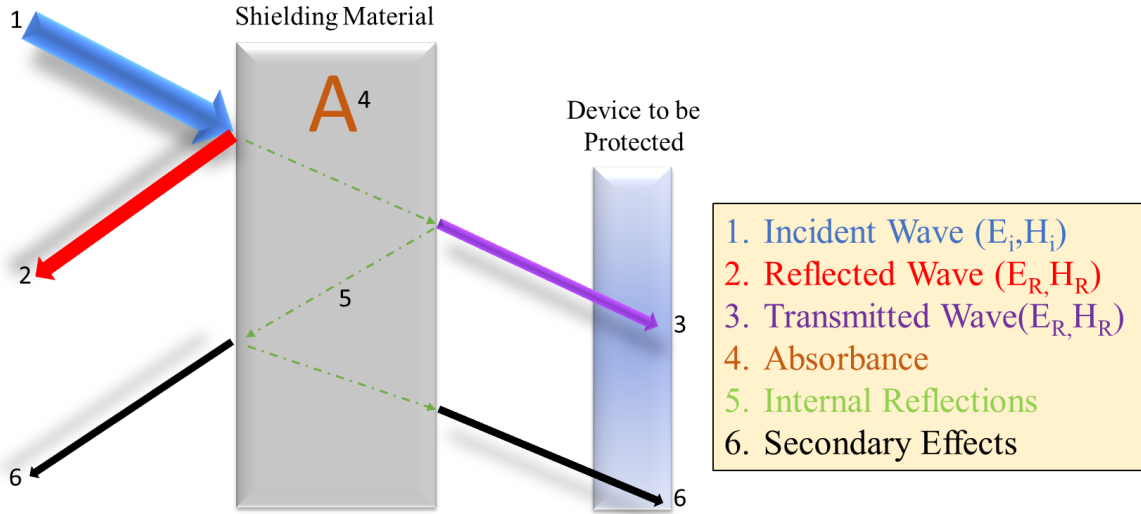 1
Shielding Material
A4
Device to be
Protected
2
5
3
6
6
1. Incident Wave (Ei,Hi)
2. Reflected Wave (ER,HR)
3. Transmitted Wave(ER,HR)
4. Absorbance
5. Internal Reflections
6. Secondary Effects